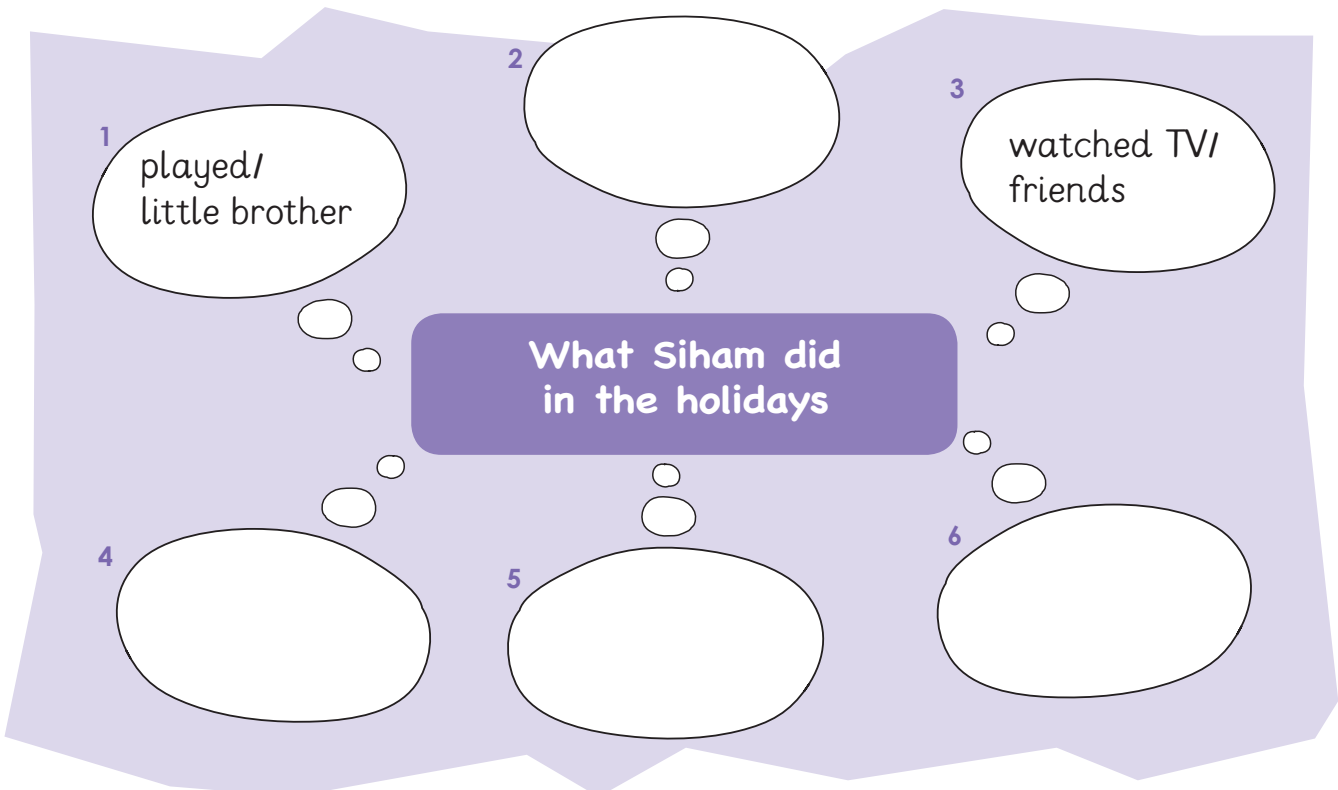 1
played/
little brother
2
3
watched TV/
friends
What Siham did
in the holidays
4
5
6